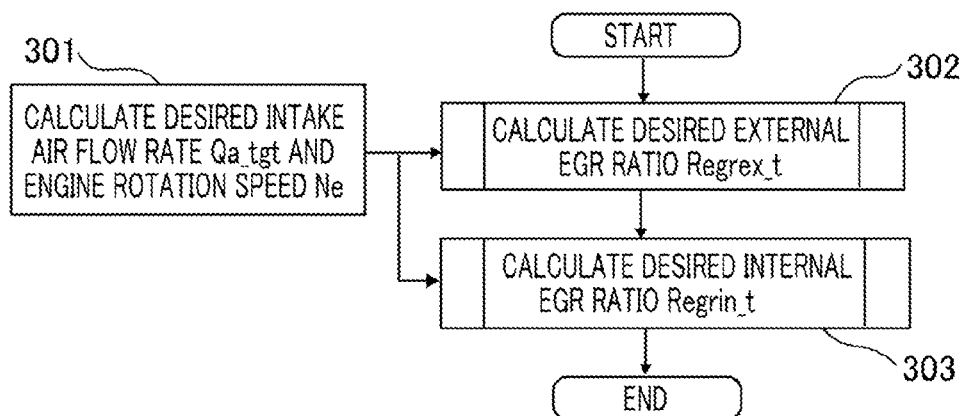 301
CALCULATE DESIRED INTAKE
AIR FLOW RATE Qa_tgt AND
ENGINE ROTATION SPEED Ne
START
302
CALCULATE DESIRED EXTERNAL
EGR RATIO Regrex_t
CALCULATE DESIRED INTERNAL
EGR RATIO Regrin_t
303
END